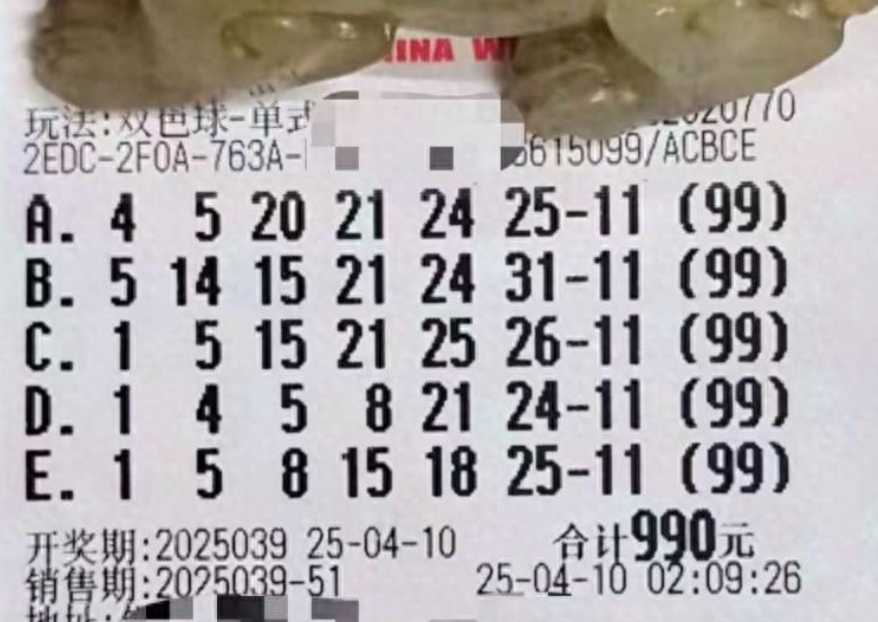 INA W
玩法:双色球-单式 2020770
2EDC-2F0A-763A- 5615099/ACBCE
A. 4 5 20 21 24 25-11 (99)
B. 5 14 15 21 24 31-11 (99)
C. 1 5 15 21 25 26-11 (99)
D. 1 4 5 8 21 24-11 (99)
E. 1 5 8 15 18 25-11 (99)
开奖期:2025039 25-04-10 合计990元
销售期:2025039-51 25-04-10 02:09:26
地址: